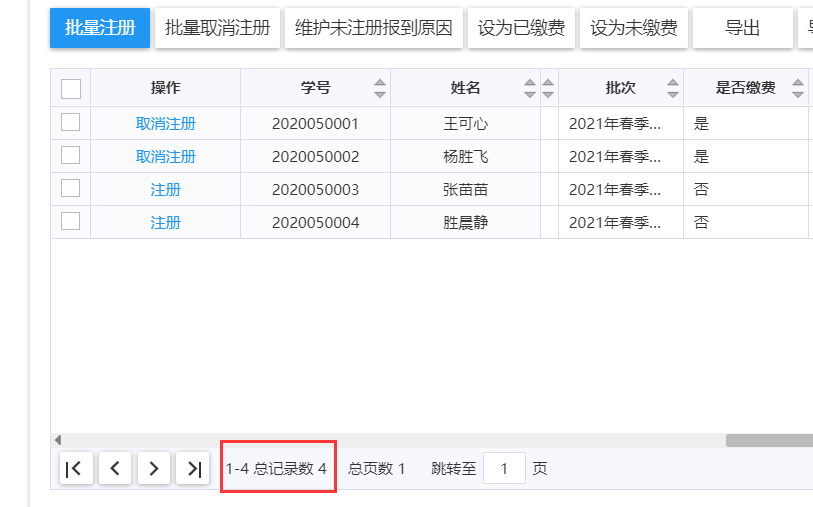 批量注册 批量取消注册 维护未注册报到原因 设为已缴费 设为未缴费 导出
操作 学号 姓名 批次 是否缴费
取消注册 2020050001 王可心 2021年春季... 是
取消注册 2020050002 杨胜飞 2021年春季... 是
注册 2020050003 张苗苗 2021年春季... 否
注册 2020050004 胜晨静 2021年春季... 否
1-4 总记录数 4 总页数 1 跳转至 1 页